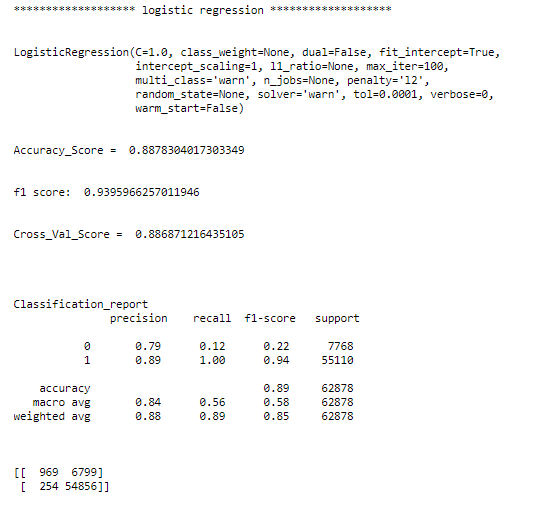 ******************* logistic regression *******************
LogisticRegression(C=1.0, class_weight=None, dual=False, fit_intercept=True,
intercept_scaling=1, l1_ratio=None, max_iter=100,
multi_class='warn', n_jobs=None, penalty='l2',
random_state=None, solver='warn', tol=0.0001, verbose=0,
warm_start=False)
Accuracy_Score =  0.8878304017303349
f1 score:  0.9395966257011946
Cross_Val_Score =  0.886871216435105
Classification_report
precision    recall  f1-score   support
0       0.79      0.12      0.22      7768
1       0.89      1.00      0.94     55110
accuracy                           0.89     62878
macro avg       0.84      0.56      0.58     62878
weighted avg       0.88      0.89      0.85     62878
[[  969  6799]
[  254 54856]]